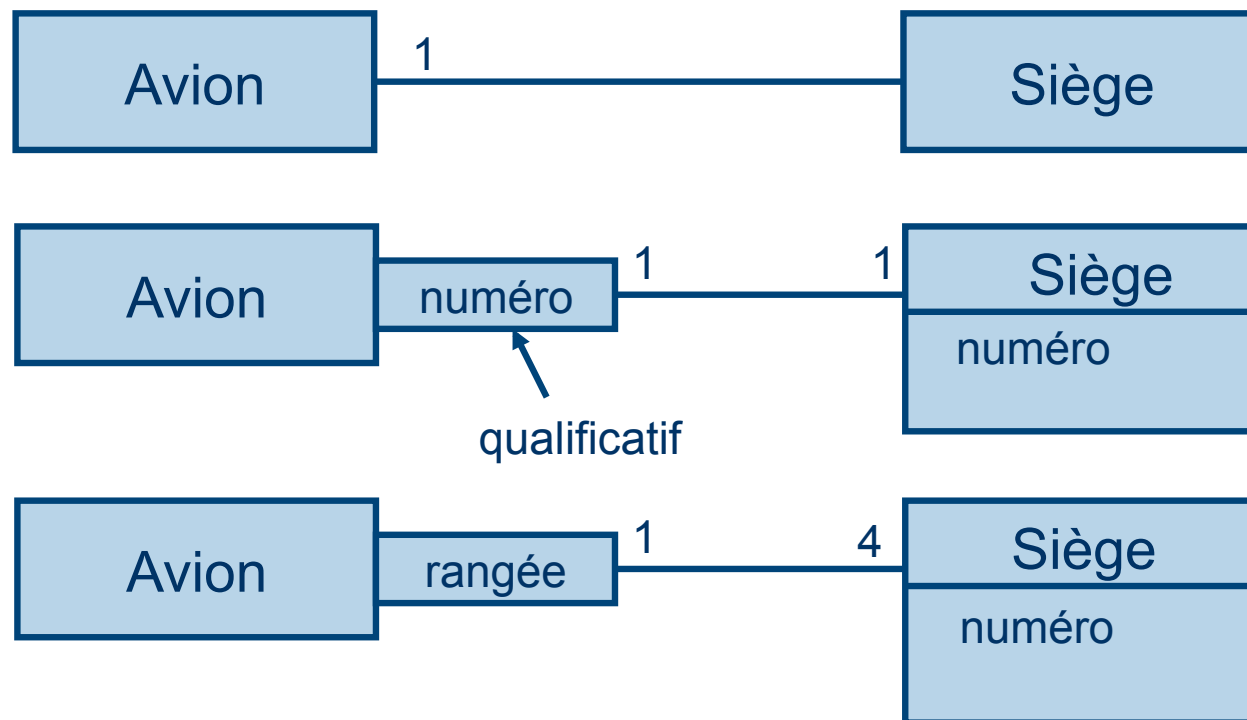 Avion
1
Siège
Avion
numéro
1
1
Siège
numéro
qualificatif
Avion
rangée
1
4
Siège
numéro